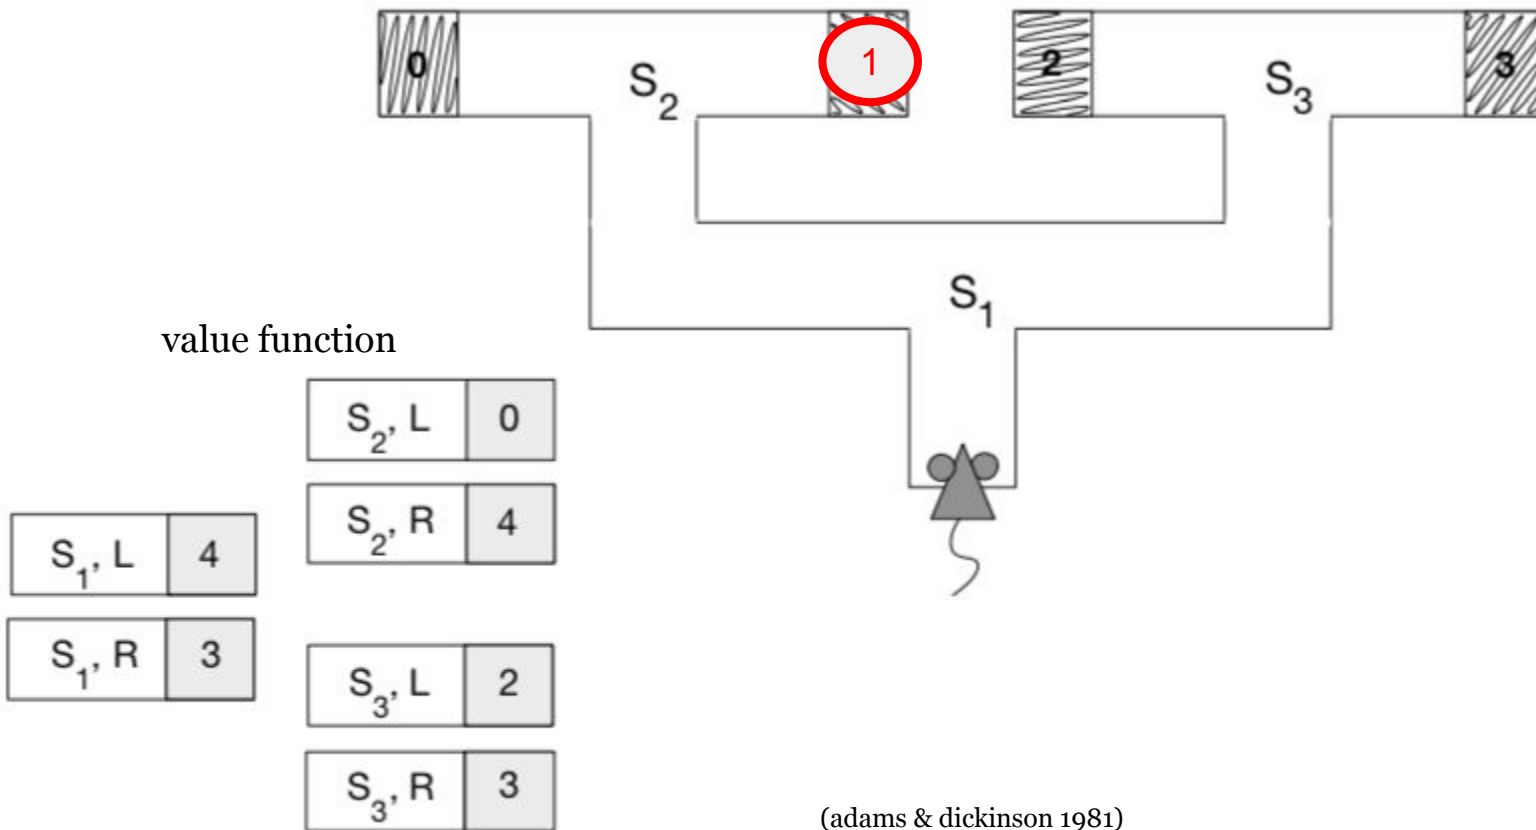 0
1
2
3
S₂
S₃
S₁
value function
S₂, L 0
S₂, R 4
S₁, L 4
S₁, R 3
S₃, L 2
S₃, R 3
(adams & dickinson 1981)